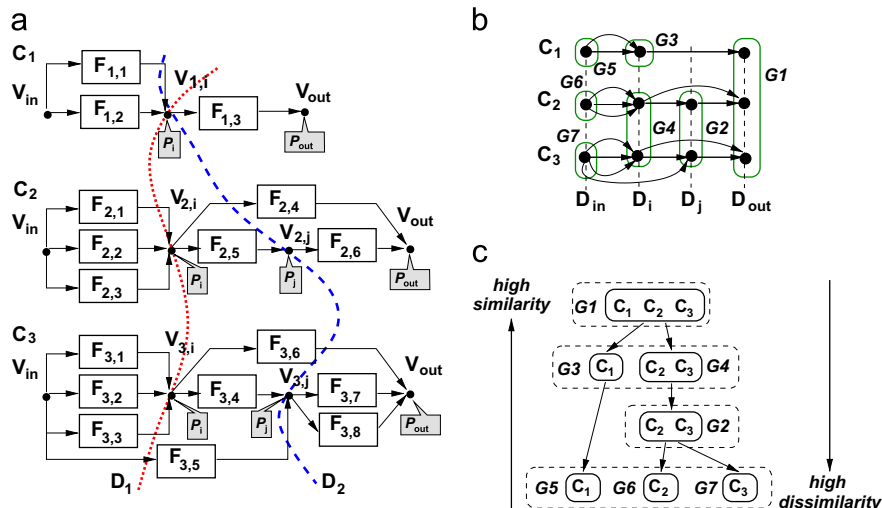 a
C1
F1,1
V1,i
Vin
F1,2
F1,3
Vout
Pi
Pout
C2
Vin
F2,1
V2,i
F2,4
Vout
F2,2
F2,5
V2,j
F2,6
F2,3
Pi
Pj
Pout
C3
Vin
F3,1
V3,i
F3,6
Vout
F3,2
F3,4
V3,j
F3,7
F3,3
Pi
Pj
F3,8
Pout
F3,5
D1
D2
b
C1
G5
G3
G1
G6
C2
G7
G4
G2
C3
Din
Di
Dj
Dout
c
high
similarity
G1
C1 C2 C3
G3
C1
C2 C3
G4
C2 C3
G2
G5
C1
G6
C2
G7
C3
high
dissimilarity